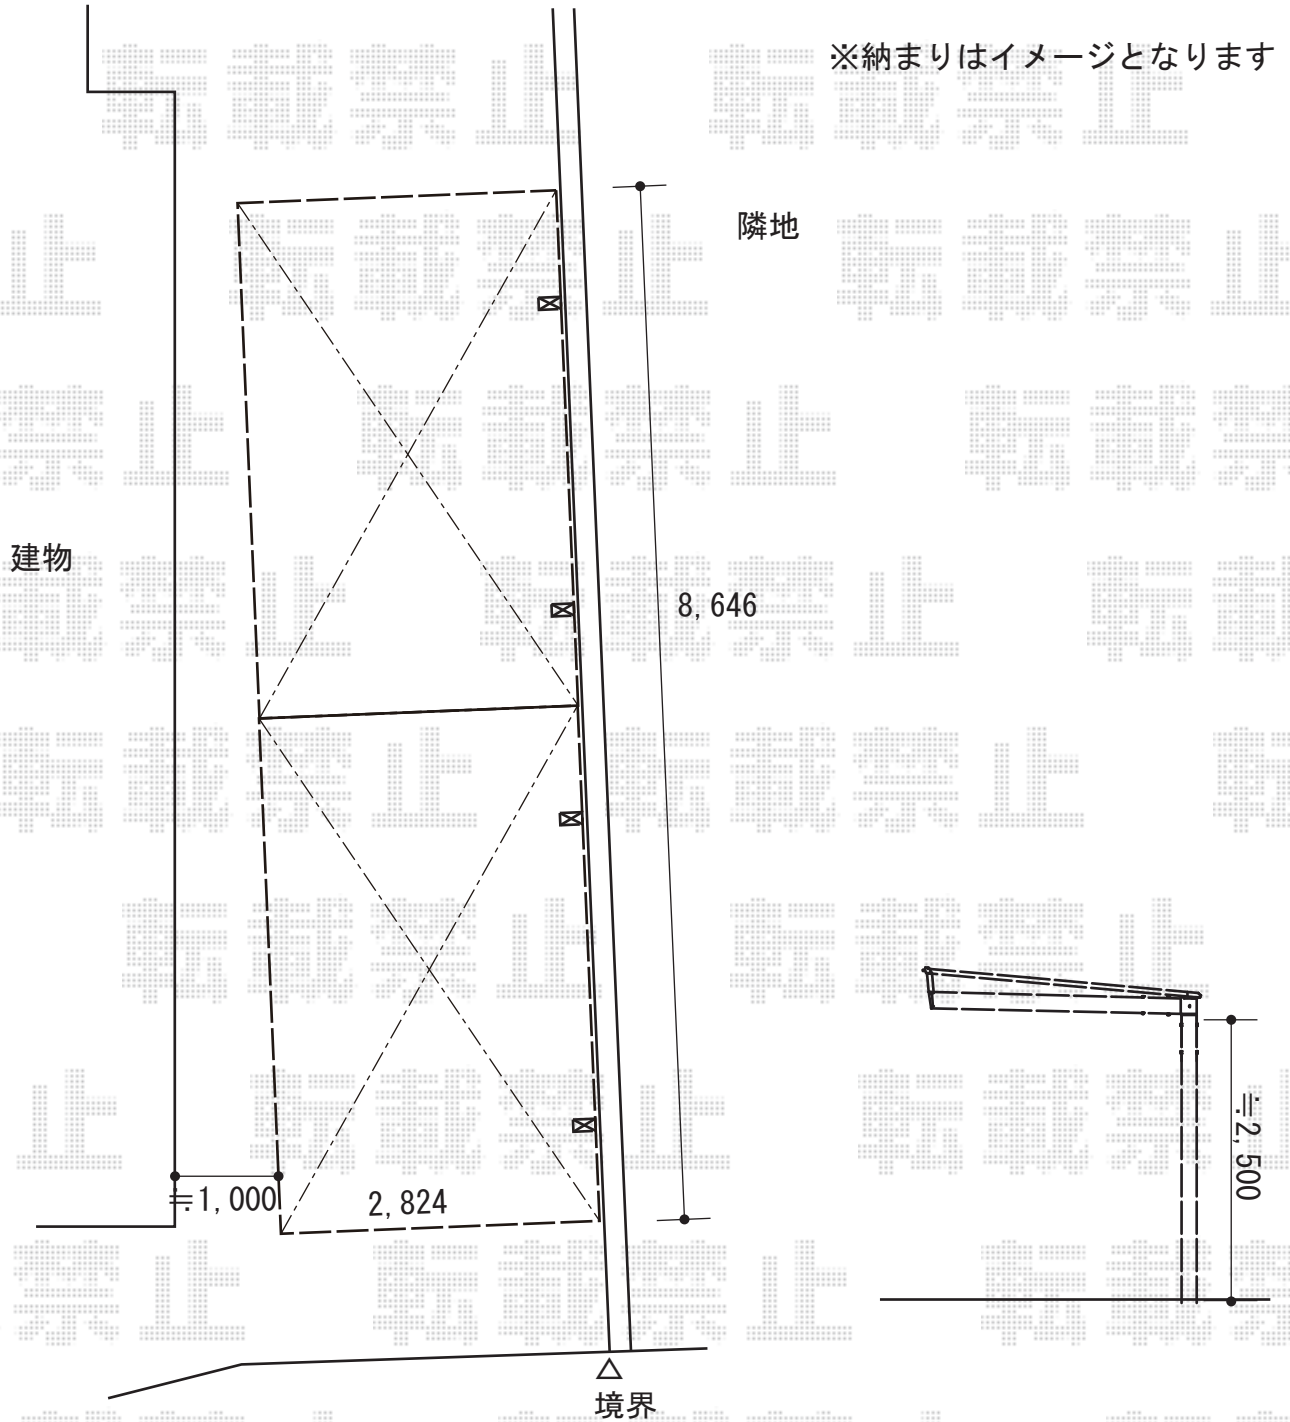 ※納まりはイメージとなります
隣地
建物
8,646
≒1,000
2,824
≒2,500
境界
転載禁止